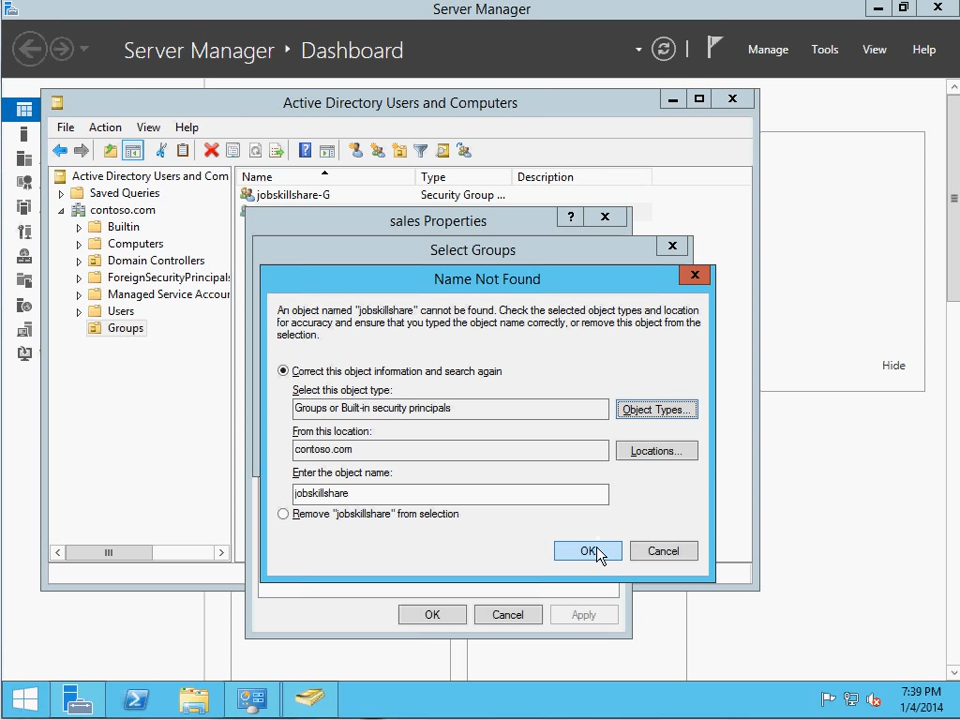 Server Manager
Server Manager • Dashboard
Manage Tools View Help
Active Directory Users and Computers
File Action View Help
Active Directory Users and Com
Saved Queries
contoso.com
Builtin
Computers
Domain Controllers
ForeignSecurityPrincipals
Managed Service Accou
Users
Groups
Name Type Description
jobskillshare-G Security Group ...
sales Properties
Select Groups
Name Not Found
An object named "jobskillshare" cannot be found. Check the selected object types and location
for accuracy and ensure that you typed the object name correctly, or remove this object from the
selection.
Correct this object information and search again
Select this object type:
Groups or Built-in security principals
Object Types...
From this location:
contoso.com
Locations...
Enter the object name:
jobskillshare
Remove "jobskillshare" from selection
OK Cancel
OK Cancel Apply
Hide
7:39 PM
1/4/2014